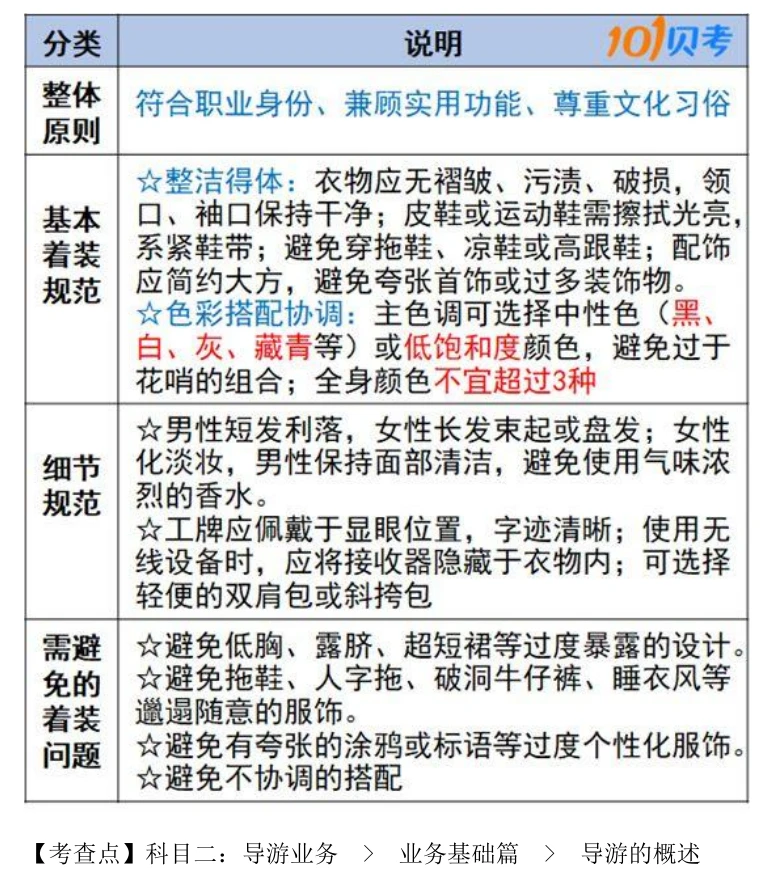 分类 说明 101贝考
整体
原则
符合职业身份、兼顾实用功能、尊重文化习俗
基本
着装
规范
☆整洁得体：衣物应无褶皱、污渍、破损，领
口、袖口保持干净；皮鞋或运动鞋需擦拭光亮，
系紧鞋带；避免穿拖鞋、凉鞋或高跟鞋；配饰
应简约大方，避免夸张首饰或过多装饰物。
☆色彩搭配协调：主色调可选择中性色（黑、
白、灰、藏青等）或低饱和度颜色，避免过于
花哨的组合；全身颜色不宜超过3种
细节
规范
☆男性短发利落，女性长发束起或盘发；女性
化淡妆，男性保持面部清洁，避免使用气味浓
烈的香水。
☆工牌应佩戴于显眼位置，字迹清晰；使用无
线设备时，应将接收器隐藏于衣物内；可选择
轻便的双肩包或斜挎包
需避
免的
着装
问题
☆避免低胸、露脐、超短裙等过度暴露的设计。
☆避免拖鞋、人字拖、破洞牛仔裤、睡衣风等
邋遢随意的服饰。
☆避免有夸张的涂鸦或标语等过度个性化服饰。
☆避免不协调的搭配
【考查点】科目二：导游业务 > 业务基础篇 > 导游的概述